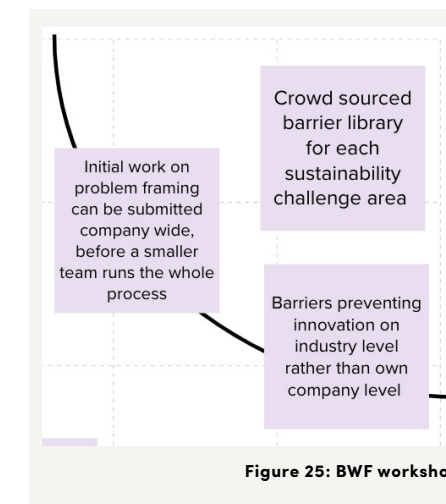 Crowd sourced
barrier library
for each
sustainability
challenge area
Initial work on
problem framing
can be submitted
company wide,
before a smaller
team runs the whole
process
Barriers preventing
innovation on
industry level
rather than own
company level
Figure 25: BWF worksho